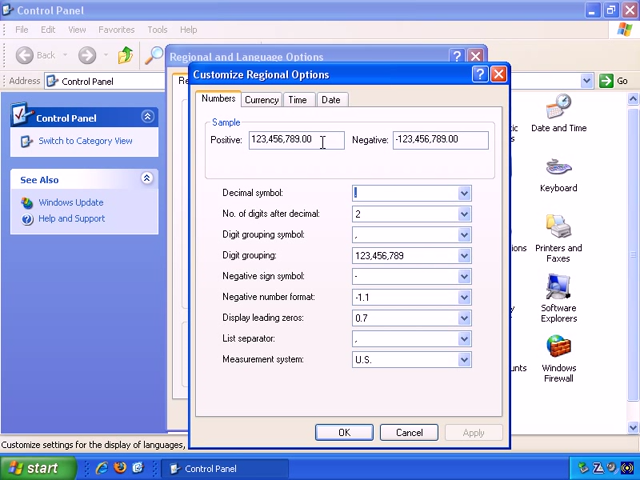 Control Panel
File Edit View Favorites Tools Help
Back
Address Control Panel Go
Control Panel
Switch to Category View
See Also
Windows Update
Help and Support
Regional and Language Options
Customize Regional Options
Numbers Currency Time Date
Sample
Positive: 123,456,789.00 Negative: -123,456,789.00
Decimal symbol:
No. of digits after decimal: 2
Digit grouping symbol: ,
Digit grouping: 123,456,789
Negative sign symbol: -
Negative number format: -1.1
Display leading zeros: 0.7
List separator: ,
Measurement system: U.S.
OK Cancel Apply
Date and Time
Keyboard
Printers and
Faxes
Software
Explorers
Windows
Firewall
Customize settings for the display of languages,
start Control Panel